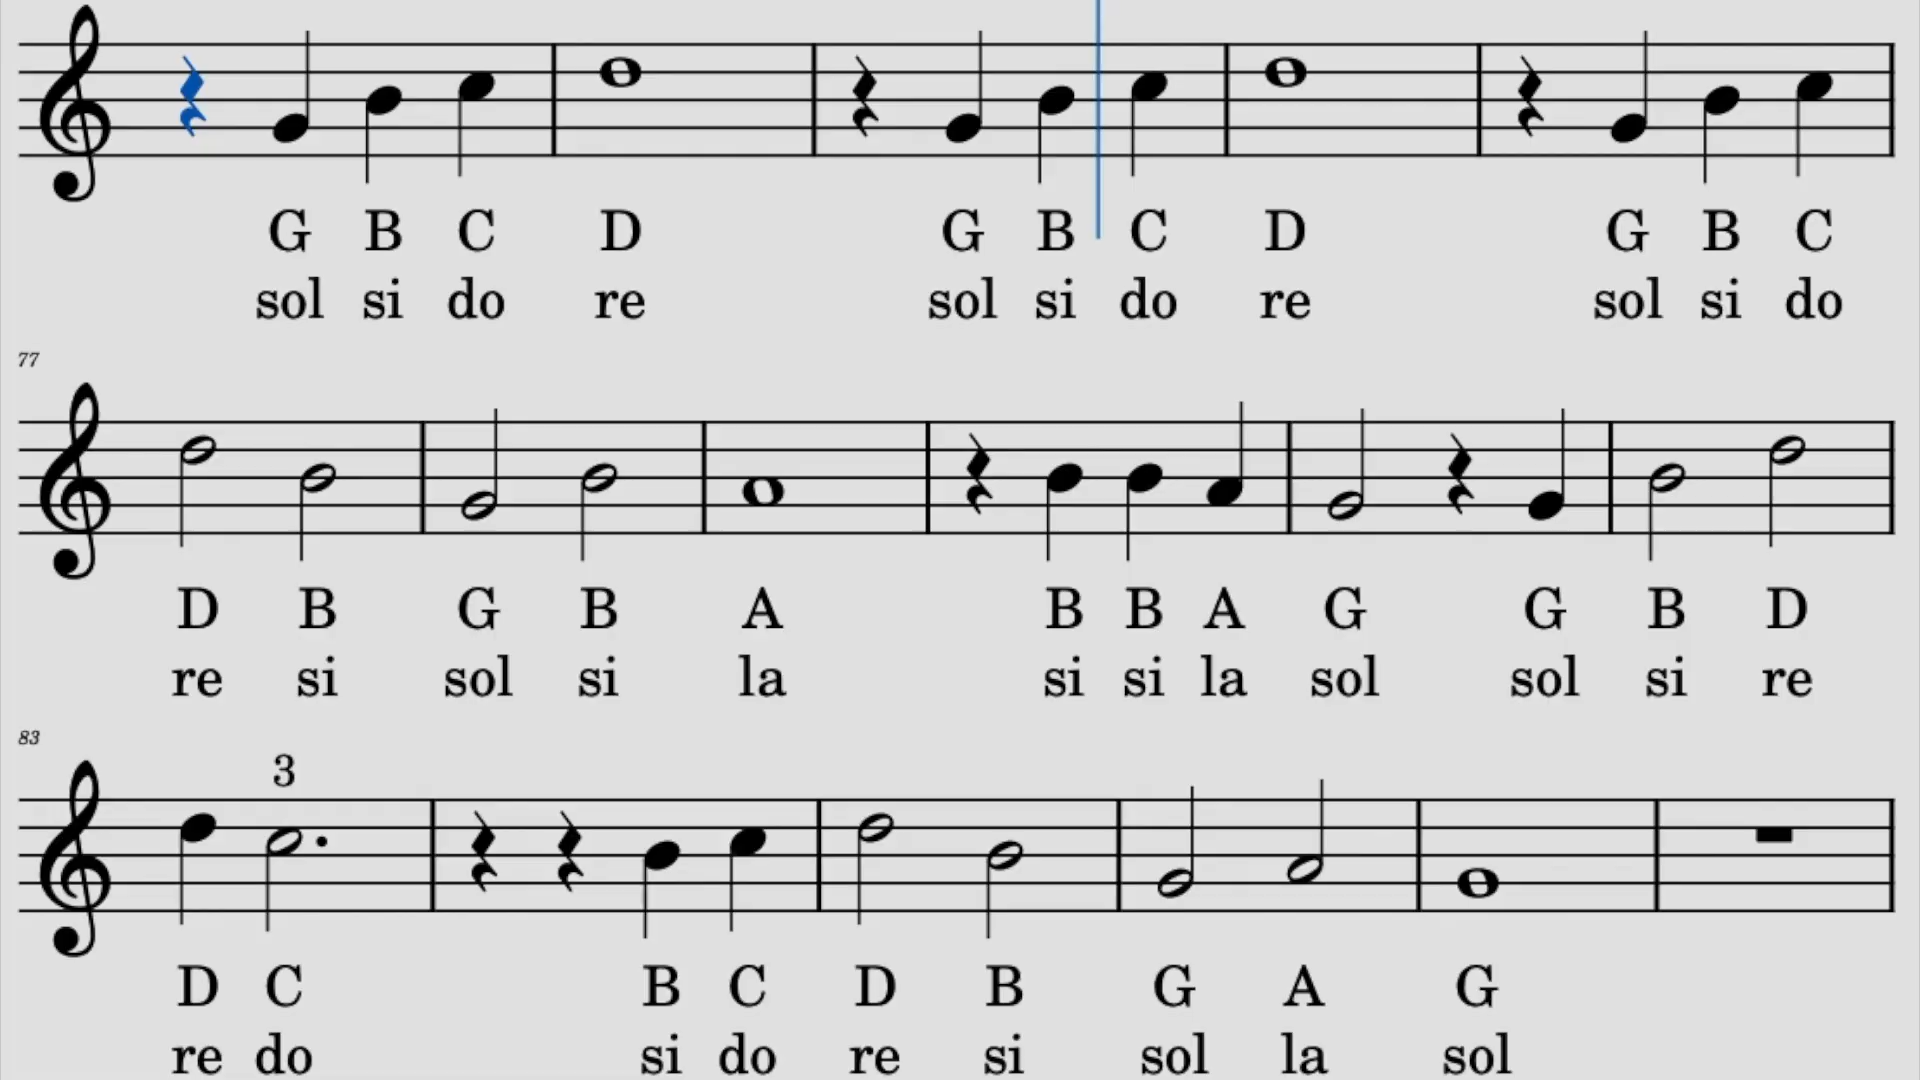 G B C D G B C D G B C
sol si do re sol si do re sol si do
77
D B G B A B B A G G B D
re si sol si la si si la sol sol si re
83
3
D C B C D B G A G
re do si do re si sol la sol